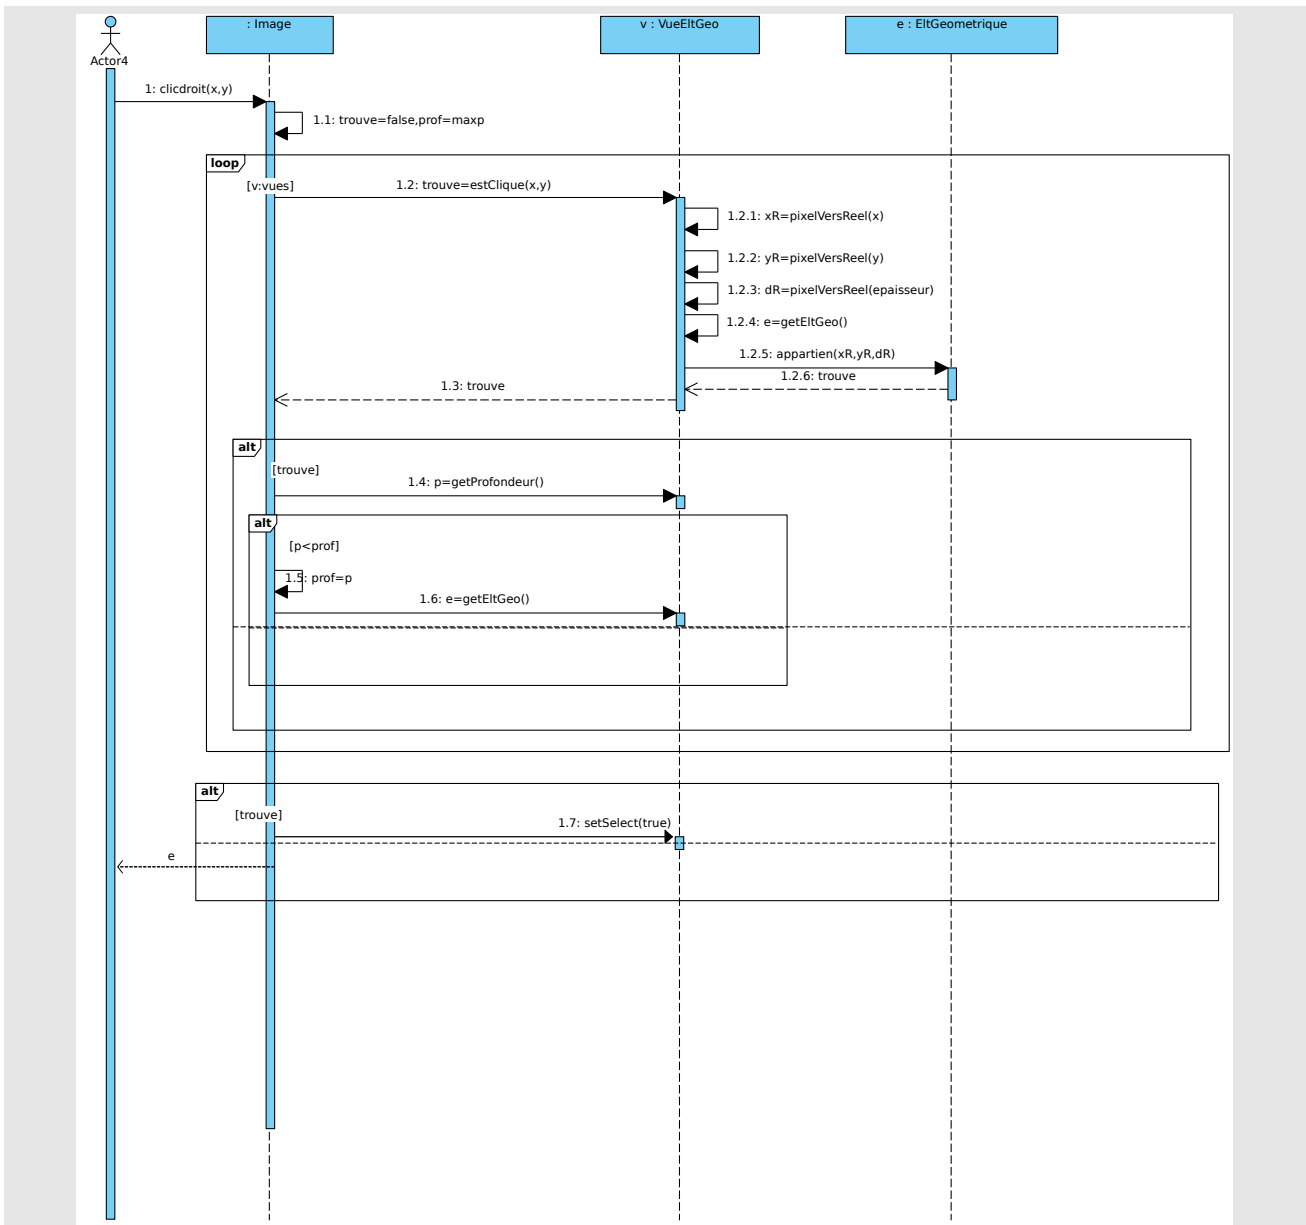 : Image
v : VueEltGeo
e : EltGeometrique
Actor4
1: clicdroit(x,y)
1.1: trouve=false,prof=maxp
loop
[v:vues]
1.2: trouve=estClique(x,y)
1.2.1: xR=pixelVersReel(x)
1.2.2: yR=pixelVersReel(y)
1.2.3: dR=pixelVersReel(epaisseur)
1.2.4: e=getEltGeo()
1.2.5: appartien(xR,yR,dR)
1.2.6: trouve
1.3: trouve
alt
[trouve]
1.4: p=getProfondeur()
alt
[p<prof]
1.5: prof=p
1.6: e=getEltGeo()
alt
[trouve]
1.7: setSelect(true)
e